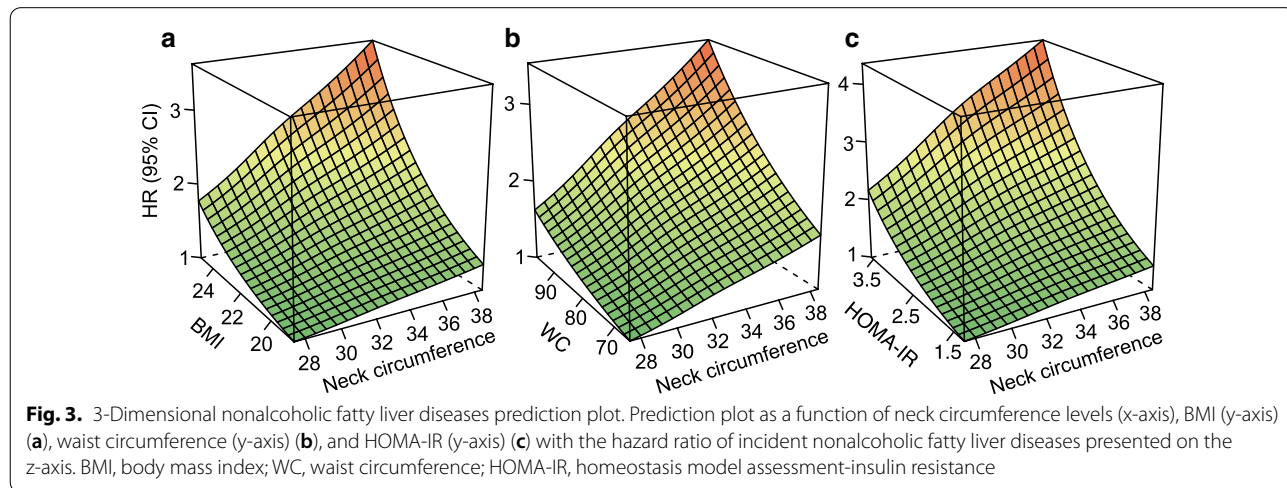 a
HR (95% CI)
3
2
1
24
22
20
BMI
28
30
32
34
36
38
Neck circumference
b
3
2
1
90
80
70
WC
28
30
32
34
36
38
Neck circumference
c
4
3
2
1
3.5
2.5
1.5
HOMA-IR
28
30
32
34
36
38
Neck circumference
Fig. 3. 3-Dimensional nonalcoholic fatty liver diseases prediction plot. Prediction plot as a function of neck circumference levels (x-axis), BMI (y-axis)
(a), waist circumference (y-axis) (b), and HOMA-IR (y-axis) (c) with the hazard ratio of incident nonalcoholic fatty liver diseases presented on the
z-axis. BMI, body mass index; WC, waist circumference; HOMA-IR, homeostasis model assessment-insulin resistance